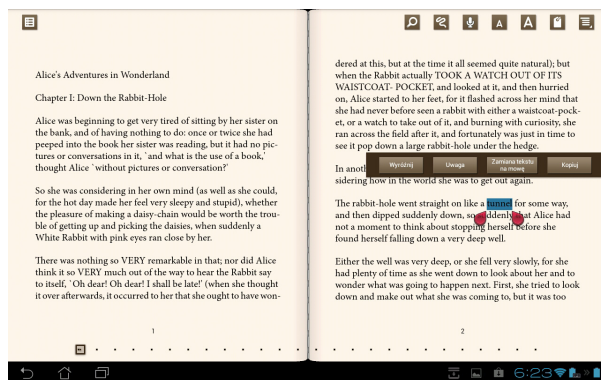 Alice's Adventures in Wonderland
Chapter I: Down the Rabbit-Hole
Alice was beginning to get very tired of sitting by her sister on
the bank, and of having nothing to do: once or twice she had
peeped into the book her sister was reading, but it had no pic-
tures or conversations in it, `and what is the use of a book,'
thought Alice `without pictures or conversation?'
So she was considering in her own mind (as well as she could,
for the hot day made her feel very sleepy and stupid), whether
the pleasure of making a daisy-chain would be worth the trou-
ble of getting up and picking the daisies, when suddenly a
White Rabbit with pink eyes ran close by her.
There was nothing so VERY remarkable in that; nor did Alice
think it so VERY much out of the way to hear the Rabbit say
to itself, `Oh dear! Oh dear! I shall be late!' (when she thought
it over afterwards, it occurred to her that she ought to have won-
1
A A
dered at this, but at the time it all seemed quite natural); but
when the Rabbit actually TOOK A WATCH OUT OF ITS
WAISTCOAT- POCKET, and looked at it, and then hurried
on, Alice started to her feet, for it flashed across her mind that
she had never before seen a rabbit with either a waistcoat-pock-
et, or a watch to take out of it, and burning with curiosity, she
ran across the field after it, and fortunately was just in time to
see it pop down a large rabbit-hole under the hedge.
Wyróżnij Uwaga Zamiana tekstu na mowę Kopiuj
In anoth
sidering how in the world she was to get out again.
The rabbit-hole went straight on like a tunnel for some way,
and then dipped suddenly down, so suddenly that Alice had
not a moment to think about stopping herself before she
found herself falling down a very deep well.
Either the well was very deep, or she fell very slowly, for she
had plenty of time as she went down to look about her and to
wonder what was going to happen next. First, she tried to look
down and make out what she was coming to, but it was too
2
6:23